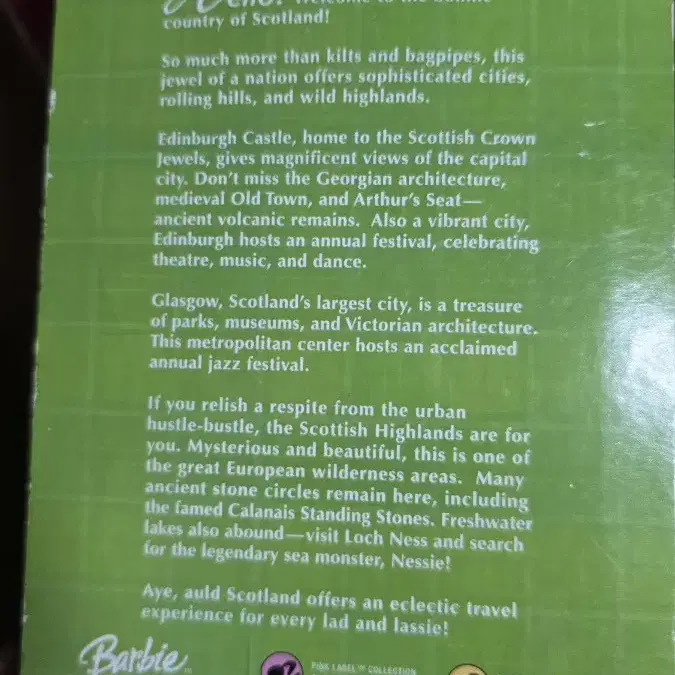 Hello! Welcome to the
country of Scotland!
So much more than kilts and bagpipes, this
jewel of a nation offers sophisticated cities,
rolling hills, and wild highlands.
Edinburgh Castle, home to the Scottish Crown
Jewels, gives magnificent views of the capital
city. Don't miss the Georgian architecture,
medieval Old Town, and Arthur's Seat—
ancient volcanic remains. Also a vibrant city,
Edinburgh hosts an annual festival, celebrating
theatre, music, and dance.
Glasgow, Scotland's largest city, is a treasure
of parks, museums, and Victorian architecture.
This metropolitan center hosts an acclaimed
annual jazz festival.
If you relish a respite from the urban
hustle-bustle, the Scottish Highlands are for
you. Mysterious and beautiful, this is one of
the great European wilderness areas. Many
ancient stone circles remain here, including
the famed Calanais Standing Stones. Freshwater
lakes also abound—visit Loch Ness and search
for the legendary sea monster, Nessie!
Aye, auld Scotland offers an eclectic travel
experience for every lad and lassie!
Barbie™
PINK LABEL™ COLLECTION